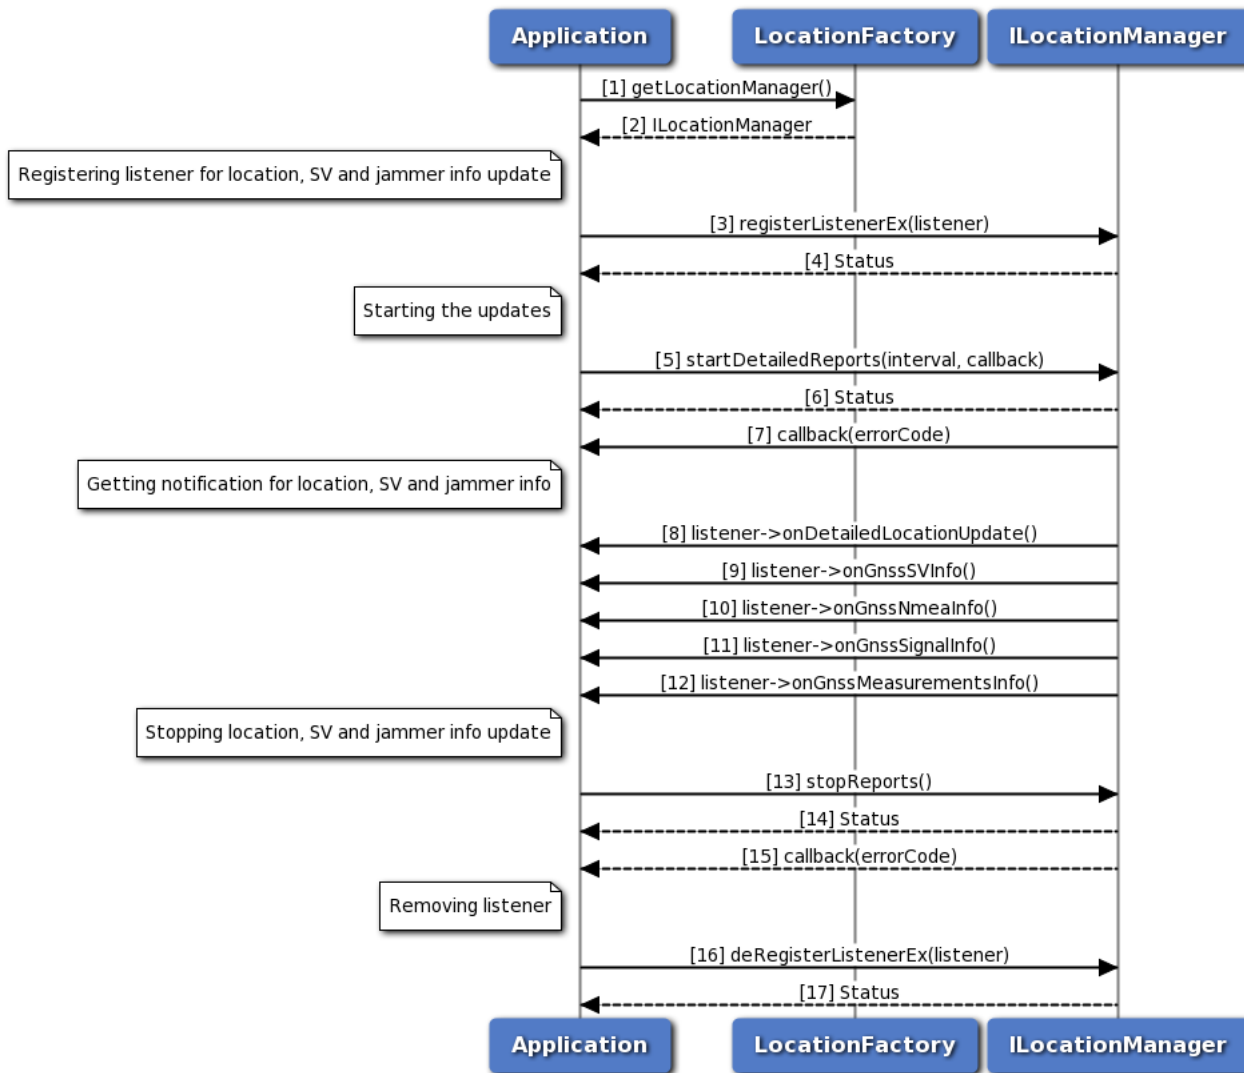 Application LocationFactory ILocationManager
[1] getLocationManager()
[2] ILocationManager
Registering listener for location, SV and jammer info update
[3] registerListenerEx(listener)
[4] Status
Starting the updates
[5] startDetailedReports(interval, callback)
[6] Status
[7] callback(errorCode)
Getting notification for location, SV and jammer info
[8] listener->onDetailedLocationUpdate()
[9] listener->onGnssSVInfo()
[10] listener->onGnssNmeaInfo()
[11] listener->onGnssSignalInfo()
[12] listener->onGnssMeasurementsInfo()
Stopping location, SV and jammer info update
[13] stopReports()
[14] Status
[15] callback(errorCode)
Removing listener
[16] deRegisterListenerEx(listener)
[17] Status
Application LocationFactory ILocationManager